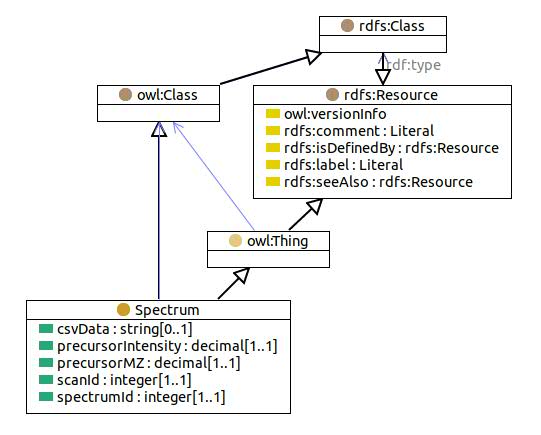 rdfs:Class
rdf:type
owl:Class
rdfs:Resource
owl:versionInfo
rdfs:comment : Literal
rdfs:isDefinedBy : rdfs:Resource
rdfs:label : Literal
rdfs:seeAlso : rdfs:Resource
owl:Thing
Spectrum
csvData : string[0..1]
precursorIntensity : decimal[1..1]
precursorMZ : decimal[1..1]
scanId : integer[1..1]
spectrumId : integer[1..1]